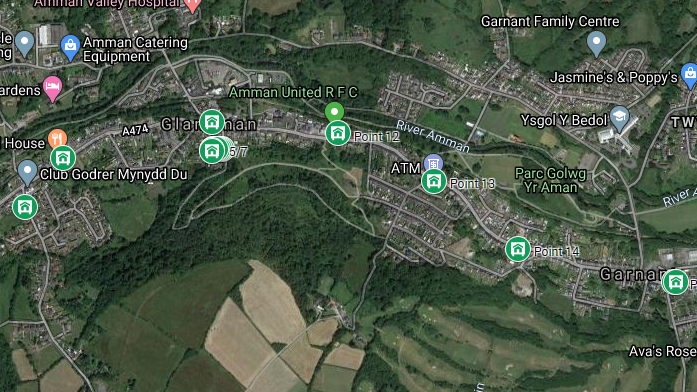 Amman Valley Hospital
Garnant Family Centre
Amman Catering
Equipment
Jasmine's & Poppy's
ardens
Amman United R F C
Ysgol Y Bedol
TW
A474
River Amman
Point 12
House
5/7
ATM
Parc Golwg
Yr Aman
Club Godrer Mynydd Du
Point 13
River A
Point 14
Garnan
P
Ava's Rose